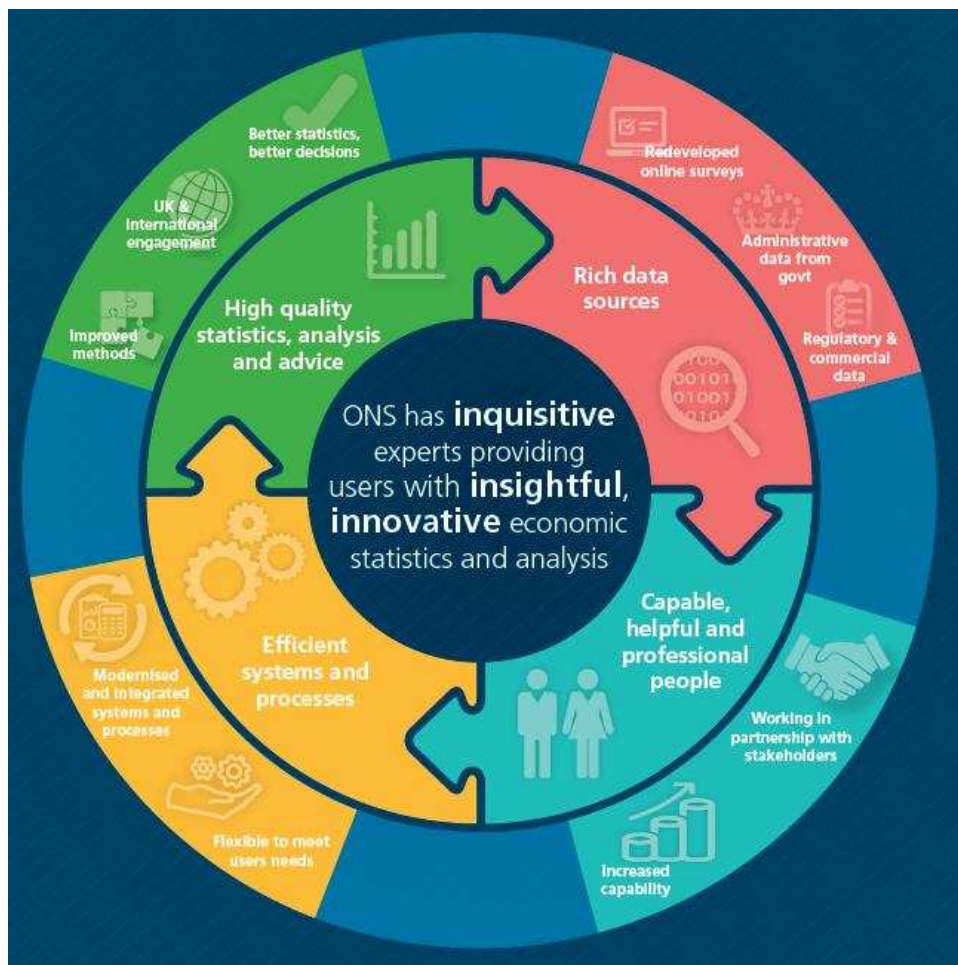 Better statistics,
better decisions
UK &
international
engagement
Improved
methods
High quality
statistics, analysis
and advice
Redeveloped
online surveys
Administrative
data from
govt
Regulatory &
commercial
data
Rich data
sources
ONS has inquisitive
experts providing
users with insightful,
innovative economic
statistics and analysis
Capable,
helpful and
professional
people
Working in
partnership with
stakeholders
Increased
capability
Efficient
systems and
processes
Modernised
and integrated
systems and
processes
Flexible to meet
users needs